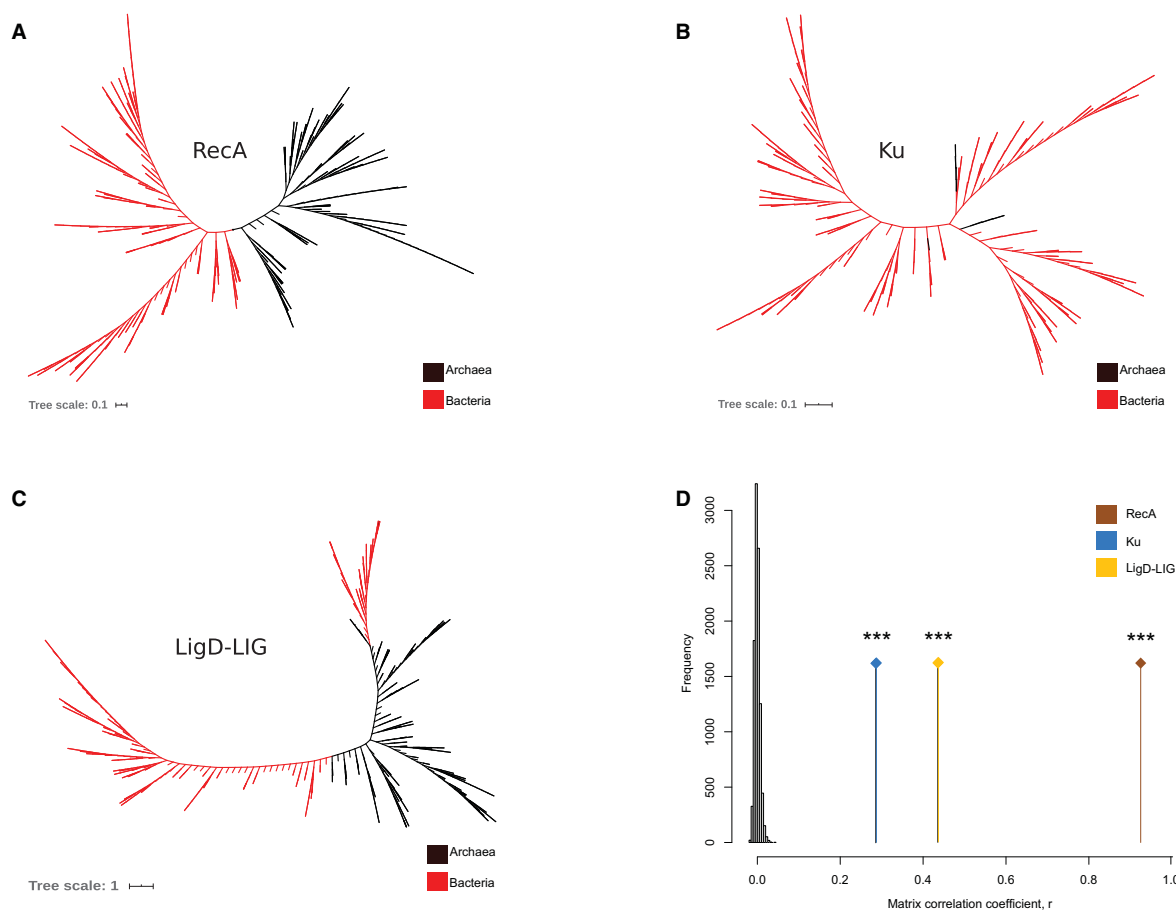 A
RecA
Archaea
Bacteria
Tree scale: 0.1
B
Ku
Archaea
Bacteria
Tree scale: 0.1
C
LigD-LIG
Archaea
Bacteria
Tree scale: 1
D
RecA
Ku
LigD-LIG
*** *** ***
Frequency
3000
2500
2000
1500
1000
500
0
0.0 0.2 0.4 0.6 0.8 1.0
Matrix correlation coefficient, r